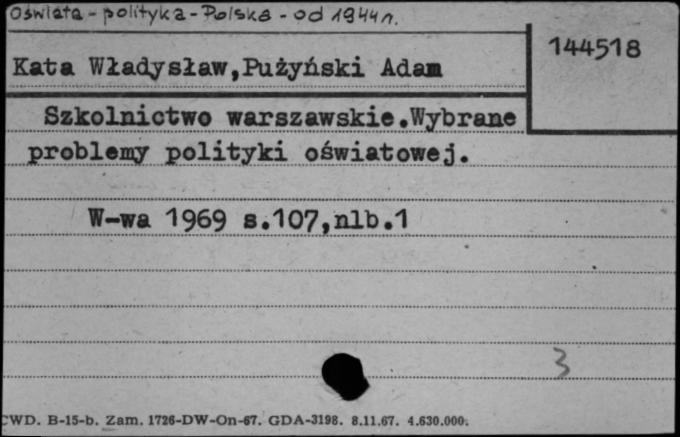 Oświata - polityka - Polska - od 1944 r.
144518
Kata Władysław,Pużyński Adam
Szkolnictwo warszawskie.Wybrane
problemy polityki oświatowej.
W-wa 1969 s.107,nlb.1
3
CWD. B-15-b. Zam. 1726-DW-On-67. GDA-3198. 8.11.67. 4.630.000.